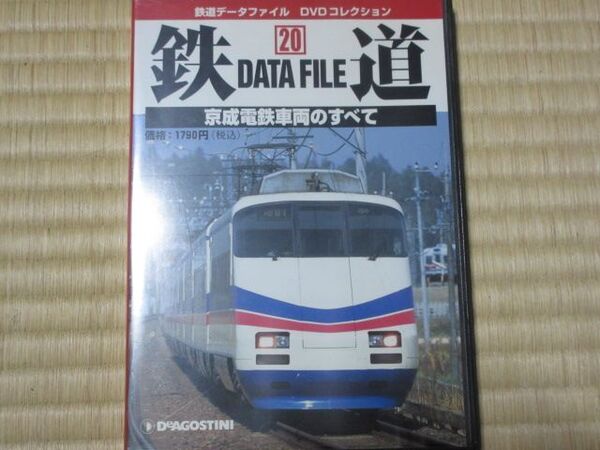 鉄道データファイル DVDコレクション
20
鉄道 DATA FILE
京成電鉄車両のすべて
価格：1790円(税込)
DeAGOSTINI